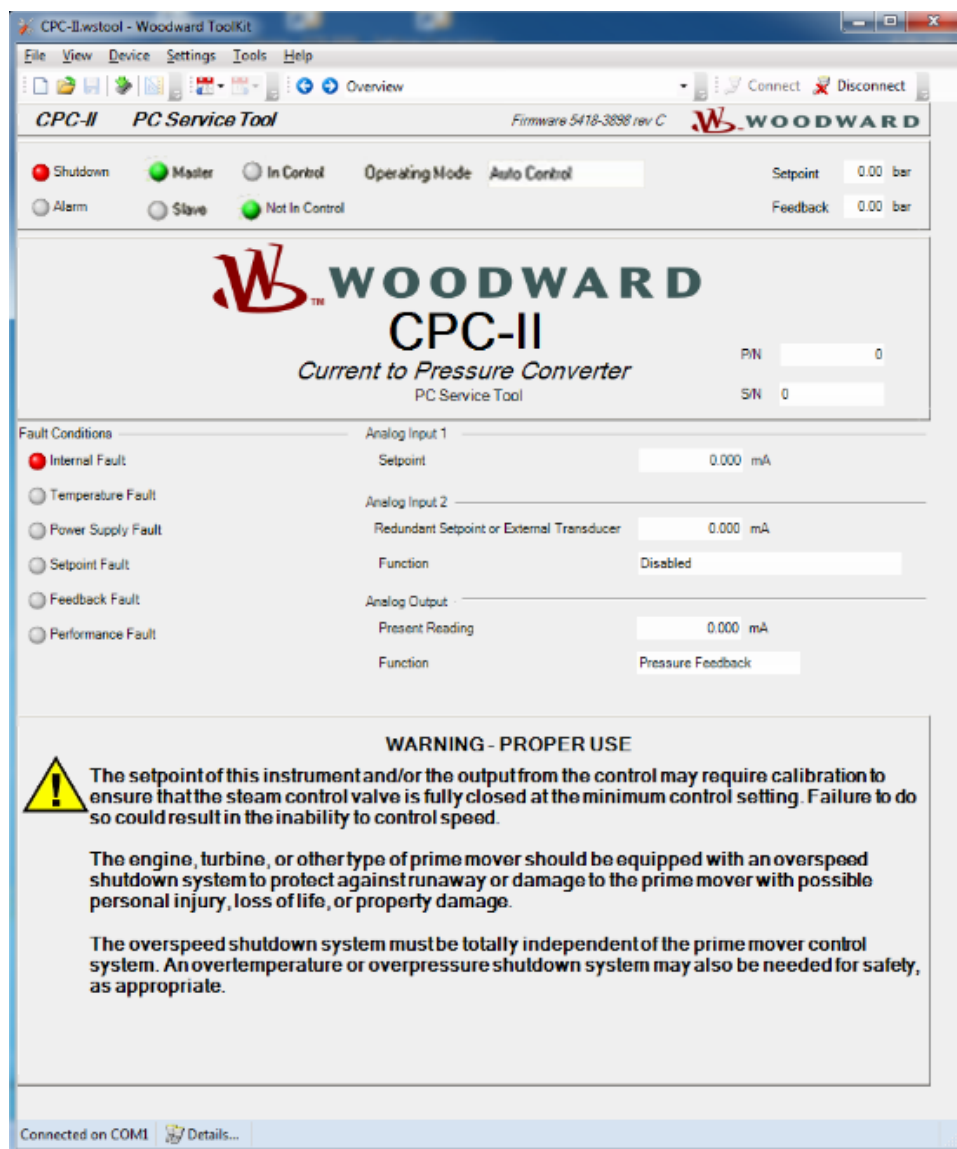 CPC-II.wstool - Woodward ToolKit
File View Device Settings Tools Help
Overview
Connect Disconnect
CPC-II PC Service Tool Firmware 5418-3898 rev C WOODWARD
Shutdown Master In Control Operating Mode Auto Control Setpoint 0.00 bar
Alarm Slave Not In Control Feedback 0.00 bar
WOODWARD
TM
CPC-II
Current to Pressure Converter
PC Service Tool
P/N 0
S/N 0
Fault Conditions
Internal Fault
Temperature Fault
Power Supply Fault
Setpoint Fault
Feedback Fault
Performance Fault
Analog Input 1
Setpoint 0.000 mA
Analog Input 2
Redundant Setpoint or External Transducer 0.000 mA
Function Disabled
Analog Output
Present Reading 0.000 mA
Function Pressure Feedback
WARNING - PROPER USE
The setpoint of this instrument and/or the output from the control may require calibration to
ensure that the steam control valve is fully closed at the minimum control setting. Failure to do
so could result in the inability to control speed.
The engine, turbine, or other type of prime mover should be equipped with an overspeed
shutdown system to protect against runaway or damage to the prime mover with possible
personal injury, loss of life, or property damage.
The overspeed shutdown system must be totally independent of the prime mover control
system. An overtemperature or overpressure shutdown system may also be needed for safety,
as appropriate.
Connected on COM1 Details...